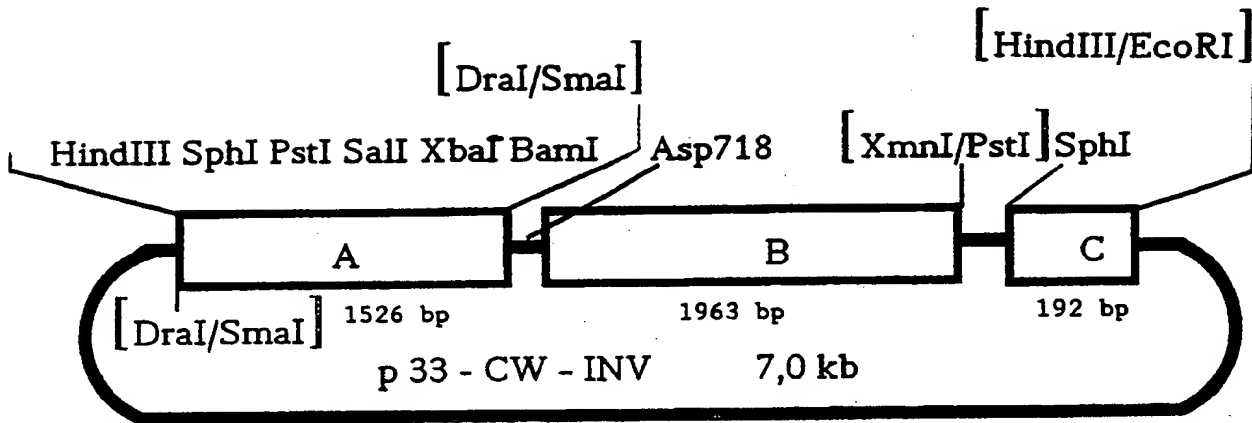 [HindIII/EcoRI]
[DraI/SmaI]
HindIII SphI PstI SalI XbaI BamI Asp718 [XmnI/PstI] SphI
A B C
1526 bp 1963 bp 192 bp
[DraI/SmaI]
p 33 - CW - INV 7,0 kb